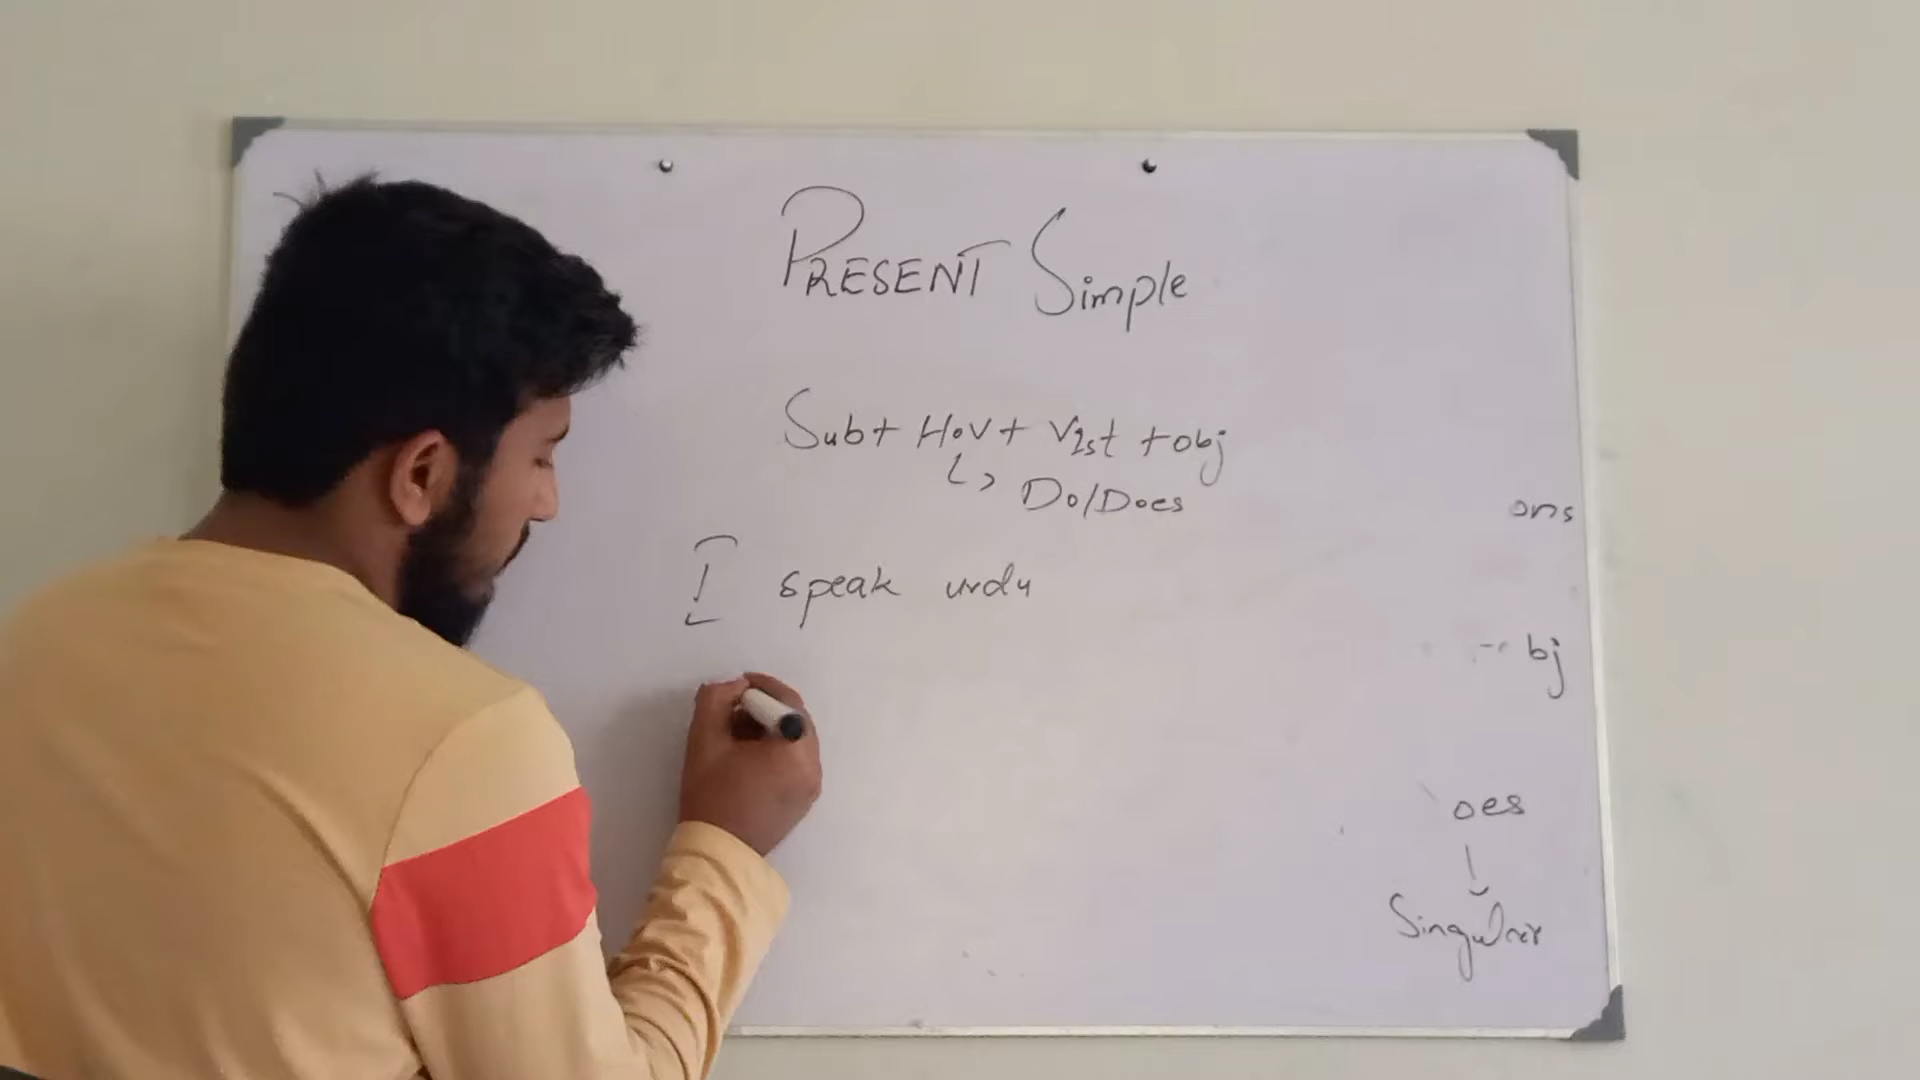 PRESENT Simple
Sub + H.V + V1st + obj
Do/Does
ons
I speak urdu
bj
oes
Singular